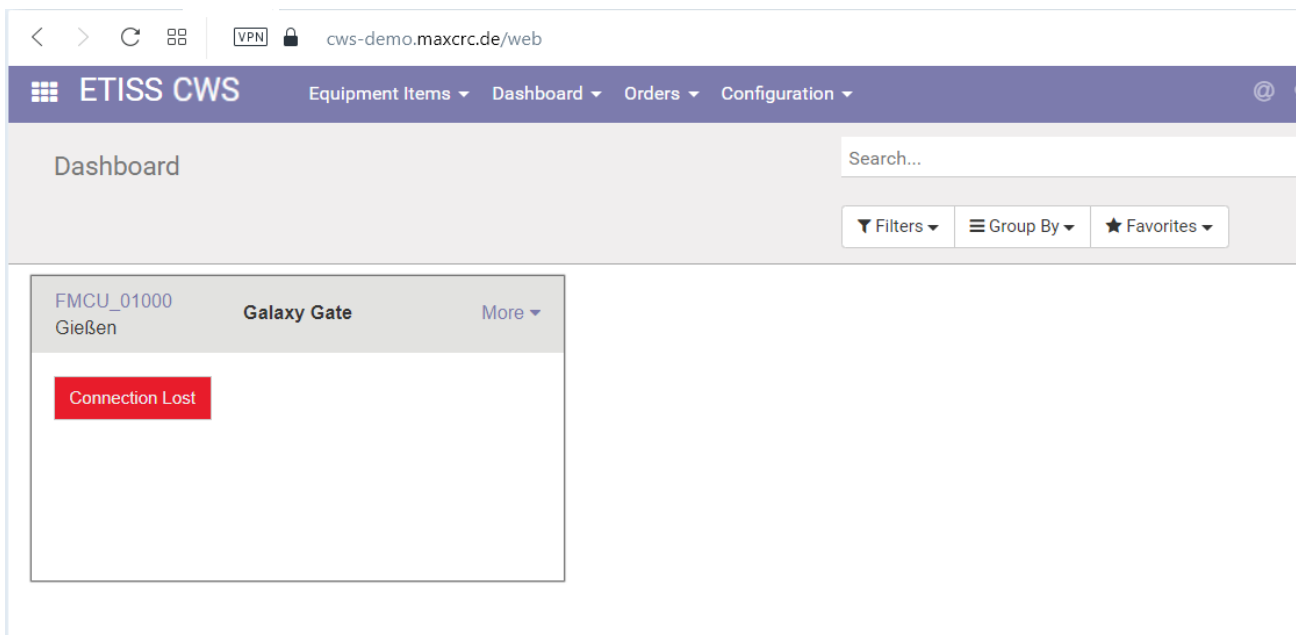 VPN cws-demo.maxcrc.de/web
ETISS CWS Equipment Items Dashboard Orders Configuration @
Dashboard
Search...
Filters Group By Favorites
FMCU_01000
Gießen
Galaxy Gate
More
Connection Lost